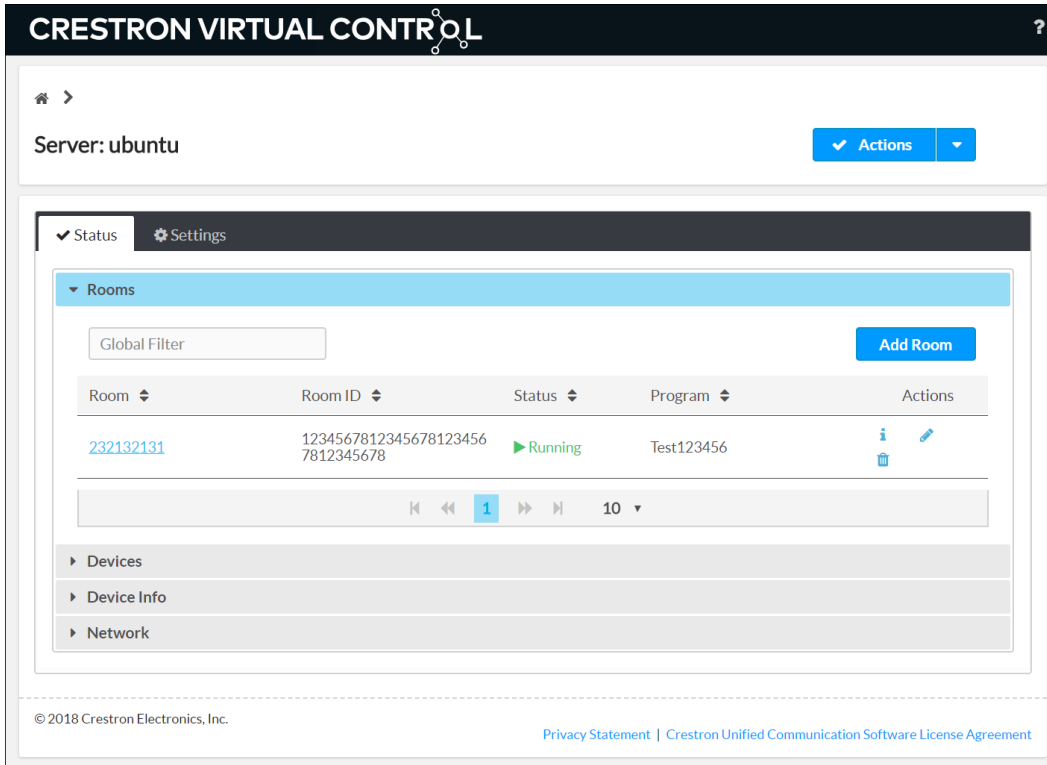 CRESTRON VIRTUAL CONTROL
?
Server: ubuntu
Actions
Status
Settings
Rooms
Global Filter
Add Room
Room
Room ID
Status
Program
Actions
232132131
1234567812345678123456
7812345678
Running
Test123456
i
1
10
Devices
Device Info
Network
© 2018 Crestron Electronics, Inc.
Privacy Statement | Crestron Unified Communication Software License Agreement